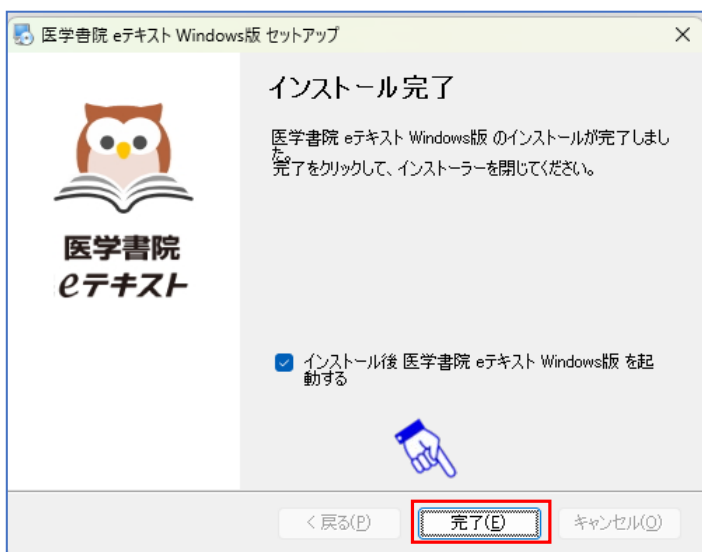 医学書院 eテキスト Windows版 セットアップ
インストール完了
医学書院 eテキスト Windows版 のインストールが完了しまし
た。
完了をクリックして、インストーラーを閉じてください。
医学書院
eテキスト
インストール後 医学書院 eテキスト Windows版 を起
動する
< 戻る(P)
完了(E)
キャンセル(O)